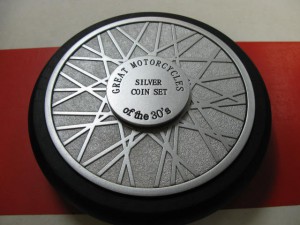 GREAT MOTORCYCLES
SILVER
COIN SET
of the 30's